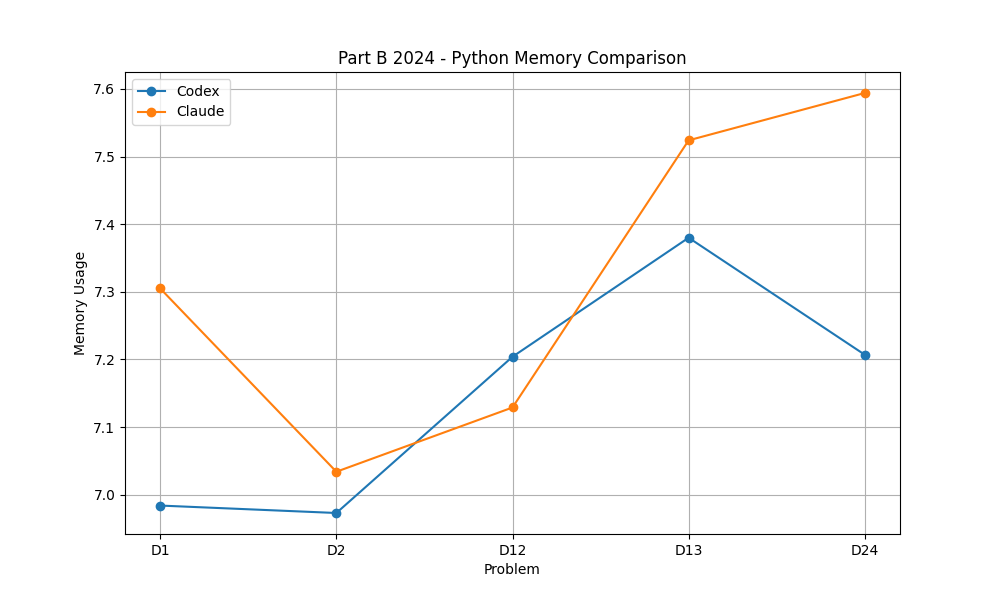 Part B 2024 - Python Memory Comparison
Codex
Claude
7.6
7.5
7.4
7.3
7.2
7.1
7.0
Memory Usage
D1 D2 D12 D13 D24
Problem